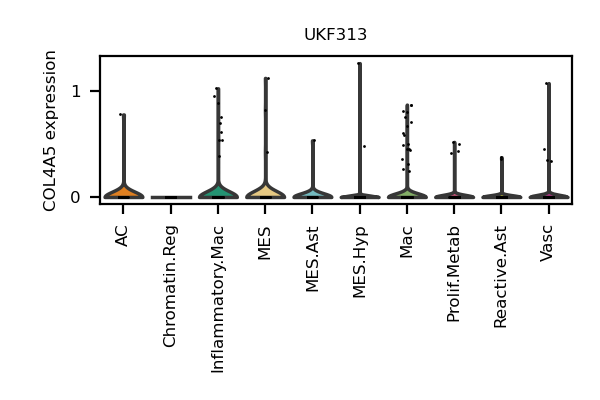 UKF313
COL4A5 expression
1
0
AC
Chromatin.Reg
Inflammatory.Mac
MES
MES.Ast
MES.Hyp
Mac
Prolif.Metab
Reactive.Ast
Vasc